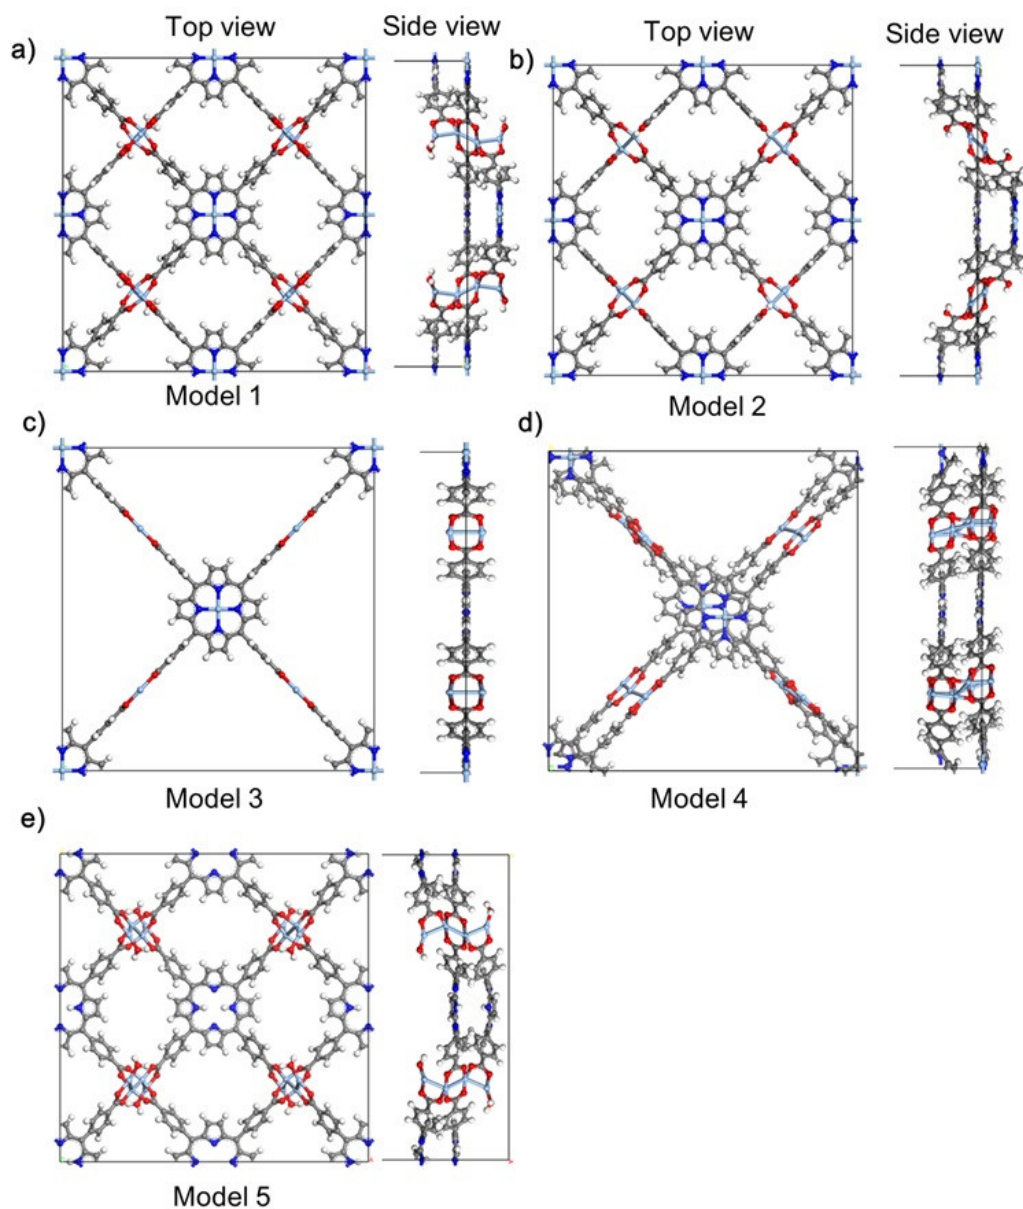 Top view
Side view
Top view
Side view
a)
b)
Model 1
Model 2
c)
d)
Model 3
Model 4
e)
Model 5